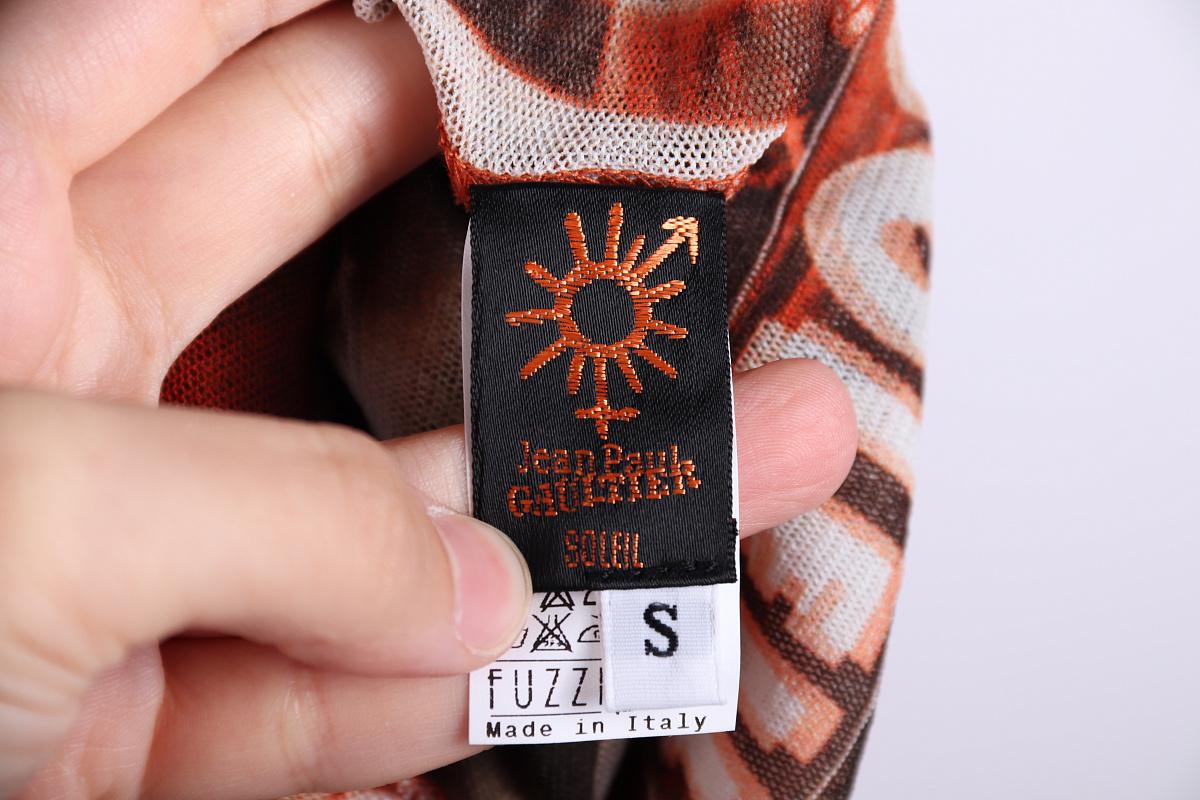 Jean Paul
GAULTIER
SOLEIL
S
FUZZI
Made in Italy